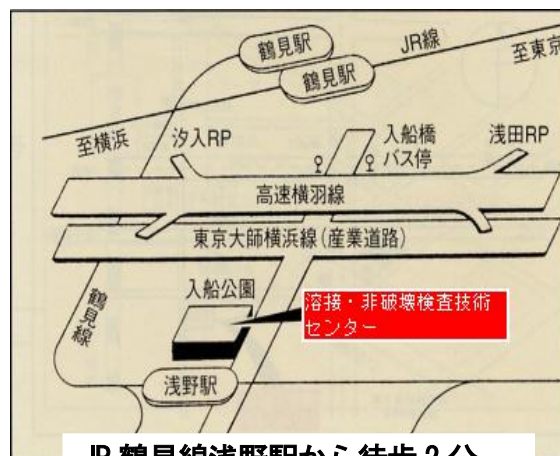 鶴見駅
JR線
至東京
鶴見駅
至横浜
汐入RP
入船橋
バス停
浅田RP
高速横羽線
東京大師横浜線(産業道路)
入船公園
溶接・非破壊検査技術
センター
鶴見線
浅野駅
JR 鶴見線浅野駅から徒歩 2 分